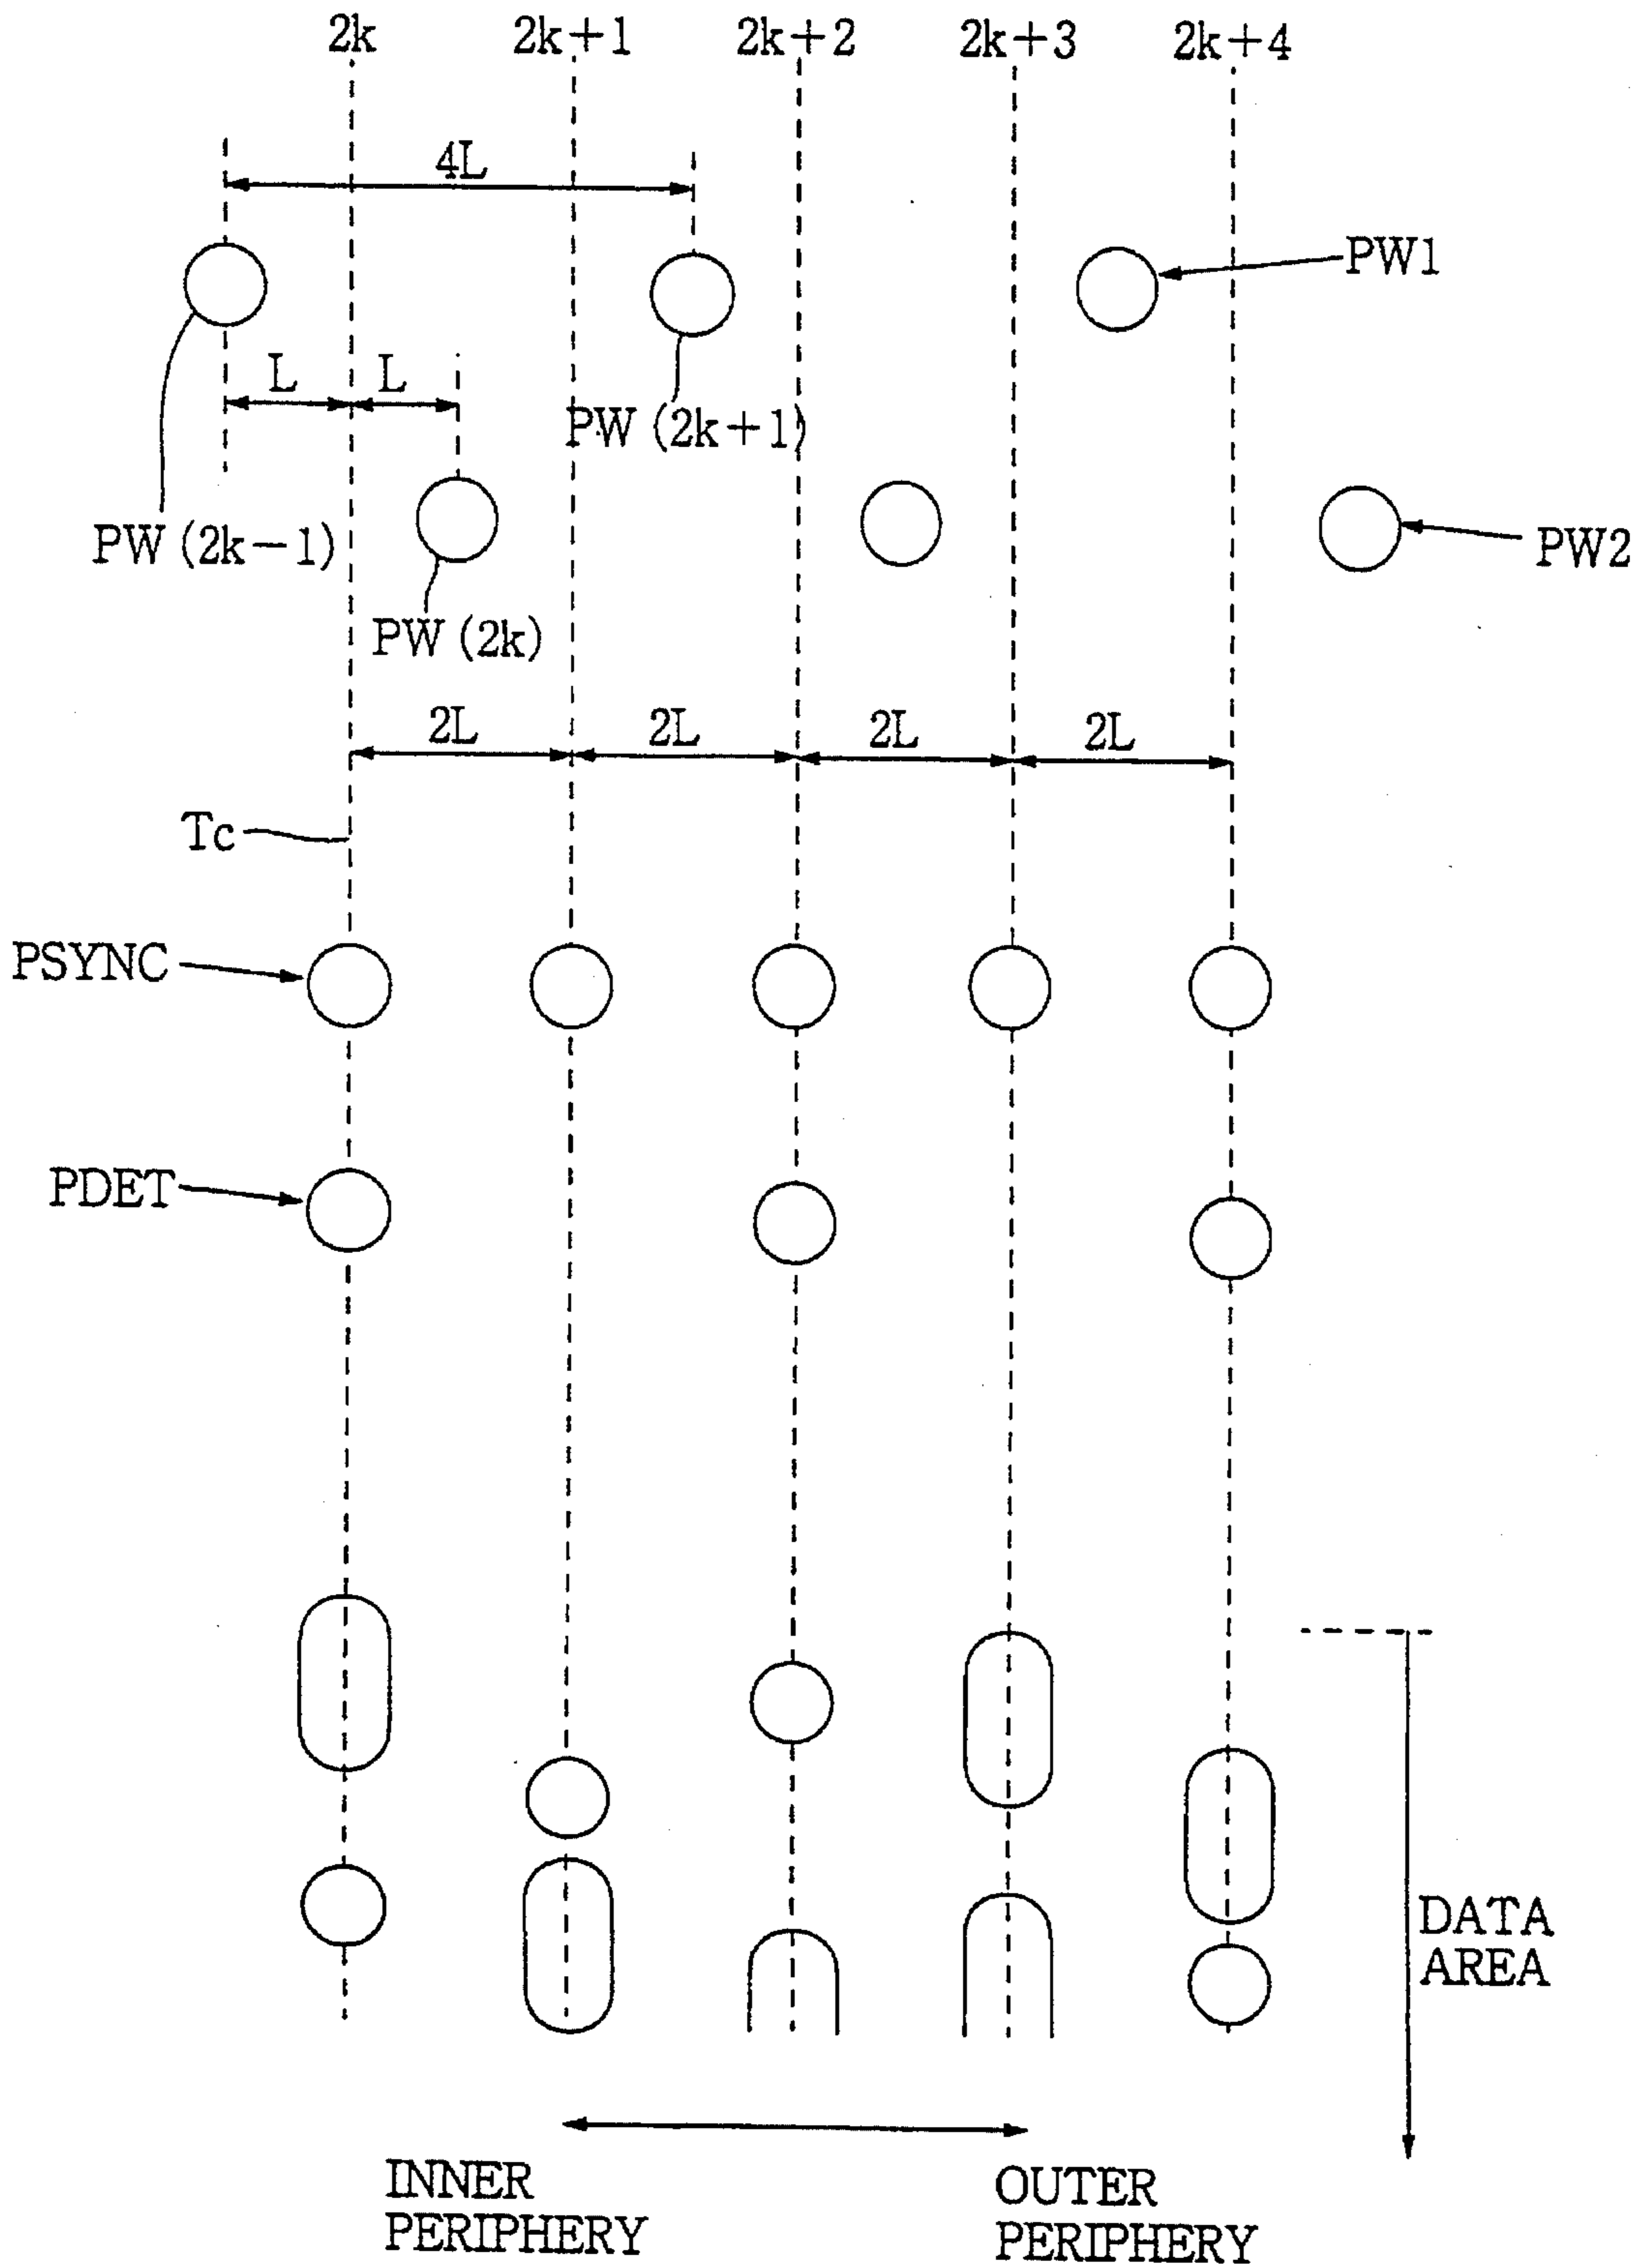 2k 2k+1 2k+2 2k+3 2k+4
4L
PW1
L L
PW (2k+1)
PW (2k-1)
PW2
PW (2k)
2L 2L 2L 2L
Tc
PSYNC
PDET
DATA
AREA
INNER
PERIPHERY
OUTER
PERIPHERY